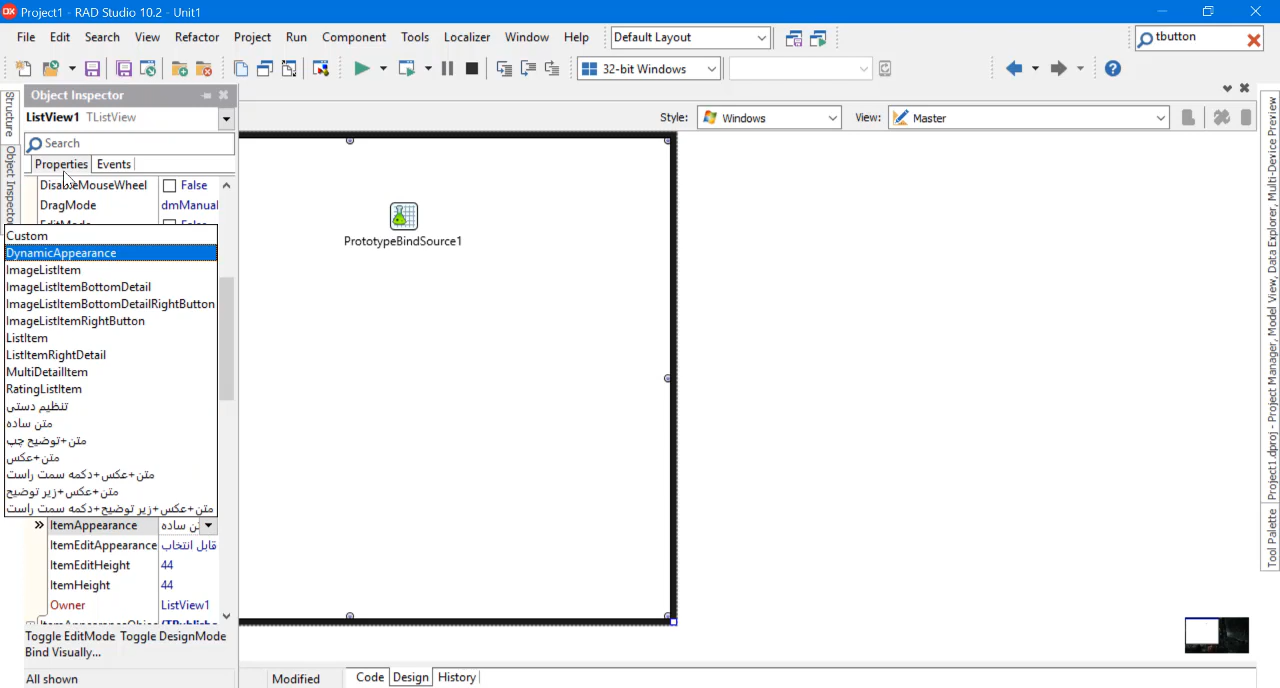 DX Project1 - RAD Studio 10.2 - Unit1
File Edit Search View Refactor Project Run Component Tools Localizer Window Help
Default Layout
tbutton
32-bit Windows
Structure
Object Inspector
Object Inspector
ListView1 TListView
Search
Properties Events
DisableMouseWheel False
DragMode dmManual
Custom
DynamicAppearance
ImageListItem
ImageListItemBottomDetail
ImageListItemBottomDetailRightButton
ImageListItemRightButton
ListItem
ListItemRightDetail
MultiDetailItem
RatingListItem
تنظیم دستی
متن ساده
متن+توضیح چپ
متن+عکس
متن+عکس+دکمه سمت راست
متن+عکس+زیر توضیح
متن+عکس+زیر توضیح+دکمه سمت راست
ItemAppearance ساده
ItemEditAppearance قابل انتخاب
ItemEditHeight 44
ItemHeight 44
Owner ListView1
Toggle EditMode Toggle DesignMode
Bind Visually...
All shown
Style: Windows View: Master
PrototypeBindSource1
Modified Code Design History
Project1.dproj - Project Manager, Model View, Data Explorer, Multi-Device Preview
Tool Palette